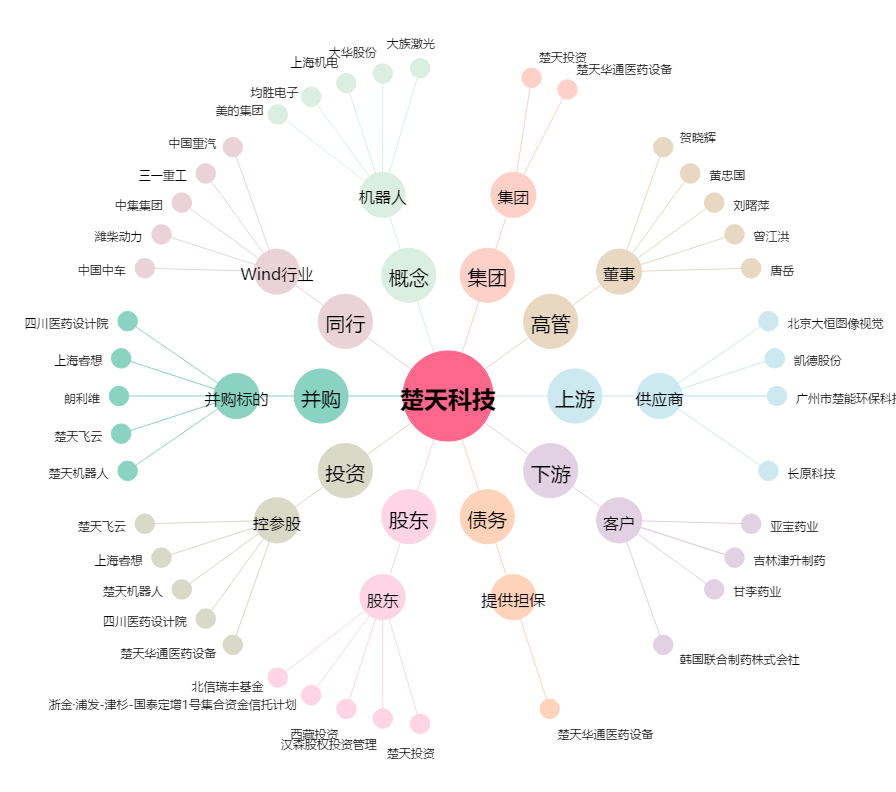 大族激光
大华股份
上海机电
均胜电子
美的集团
机器人
概念
楚天投资
楚天华通医药设备
集团
集团
贺晓辉
黄忠国
刘曙萍
曾江洪
唐岳
董事
高管
中国重汽
三一重工
中集集团
潍柴动力
中国中车
Wind行业
同行
四川医药设计院
上海睿想
朗利维
楚天飞云
楚天机器人
并购标的
并购
楚天科技
上游
供应商
北京大恒图像视觉
凯德股份
广州市楚能环保科
长原科技
投资
控参股
楚天飞云
上海睿想
楚天机器人
四川医药设计院
楚天华通医药设备
下游
客户
亚宝药业
吉林津升制药
甘李药业
韩国联合制药株式会社
股东
股东
北信瑞丰基金
浙金·浦发-津杉-国泰定增1号集合资金信托计划
西藏投资
汉森股权投资管理
楚天投资
债务
提供担保
楚天华通医药设备